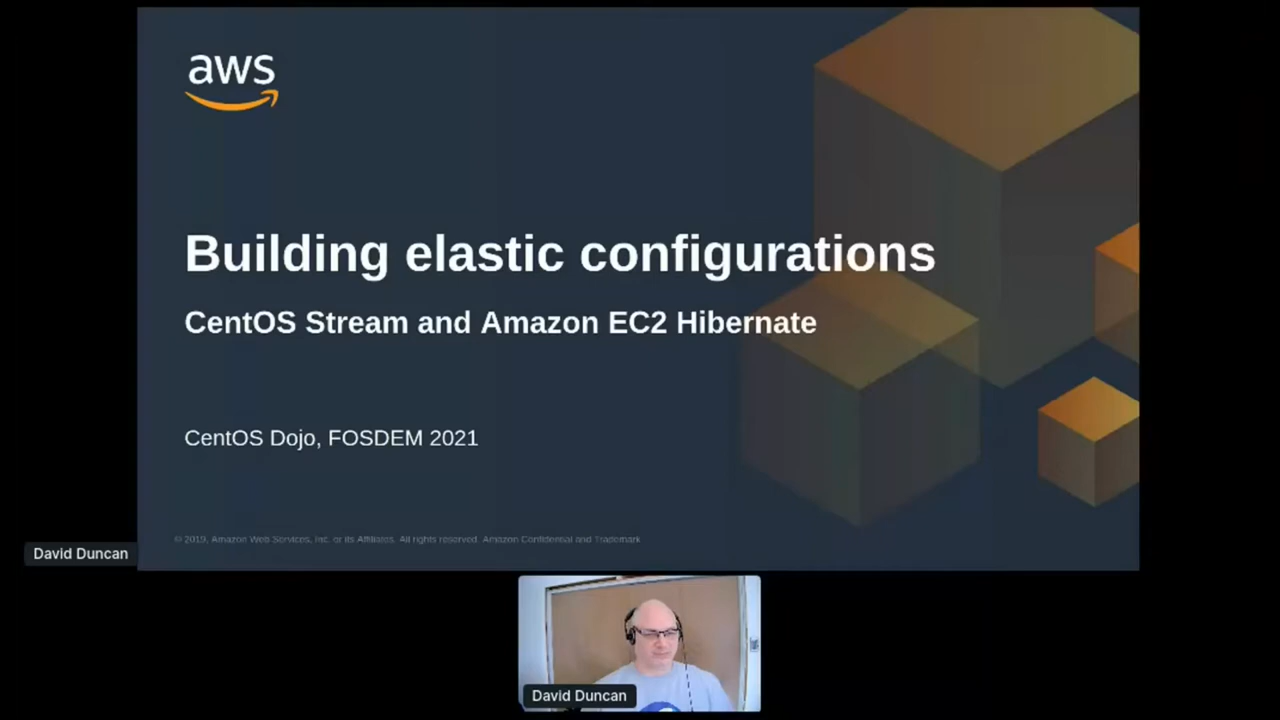 aws
Building elastic configurations
CentOS Stream and Amazon EC2 Hibernate
CentOS Dojo, FOSDEM 2021
© 2019, Amazon Web Services, Inc. or its Affiliates. All rights reserved. Amazon Confidential and Trademark
David Duncan
David Duncan